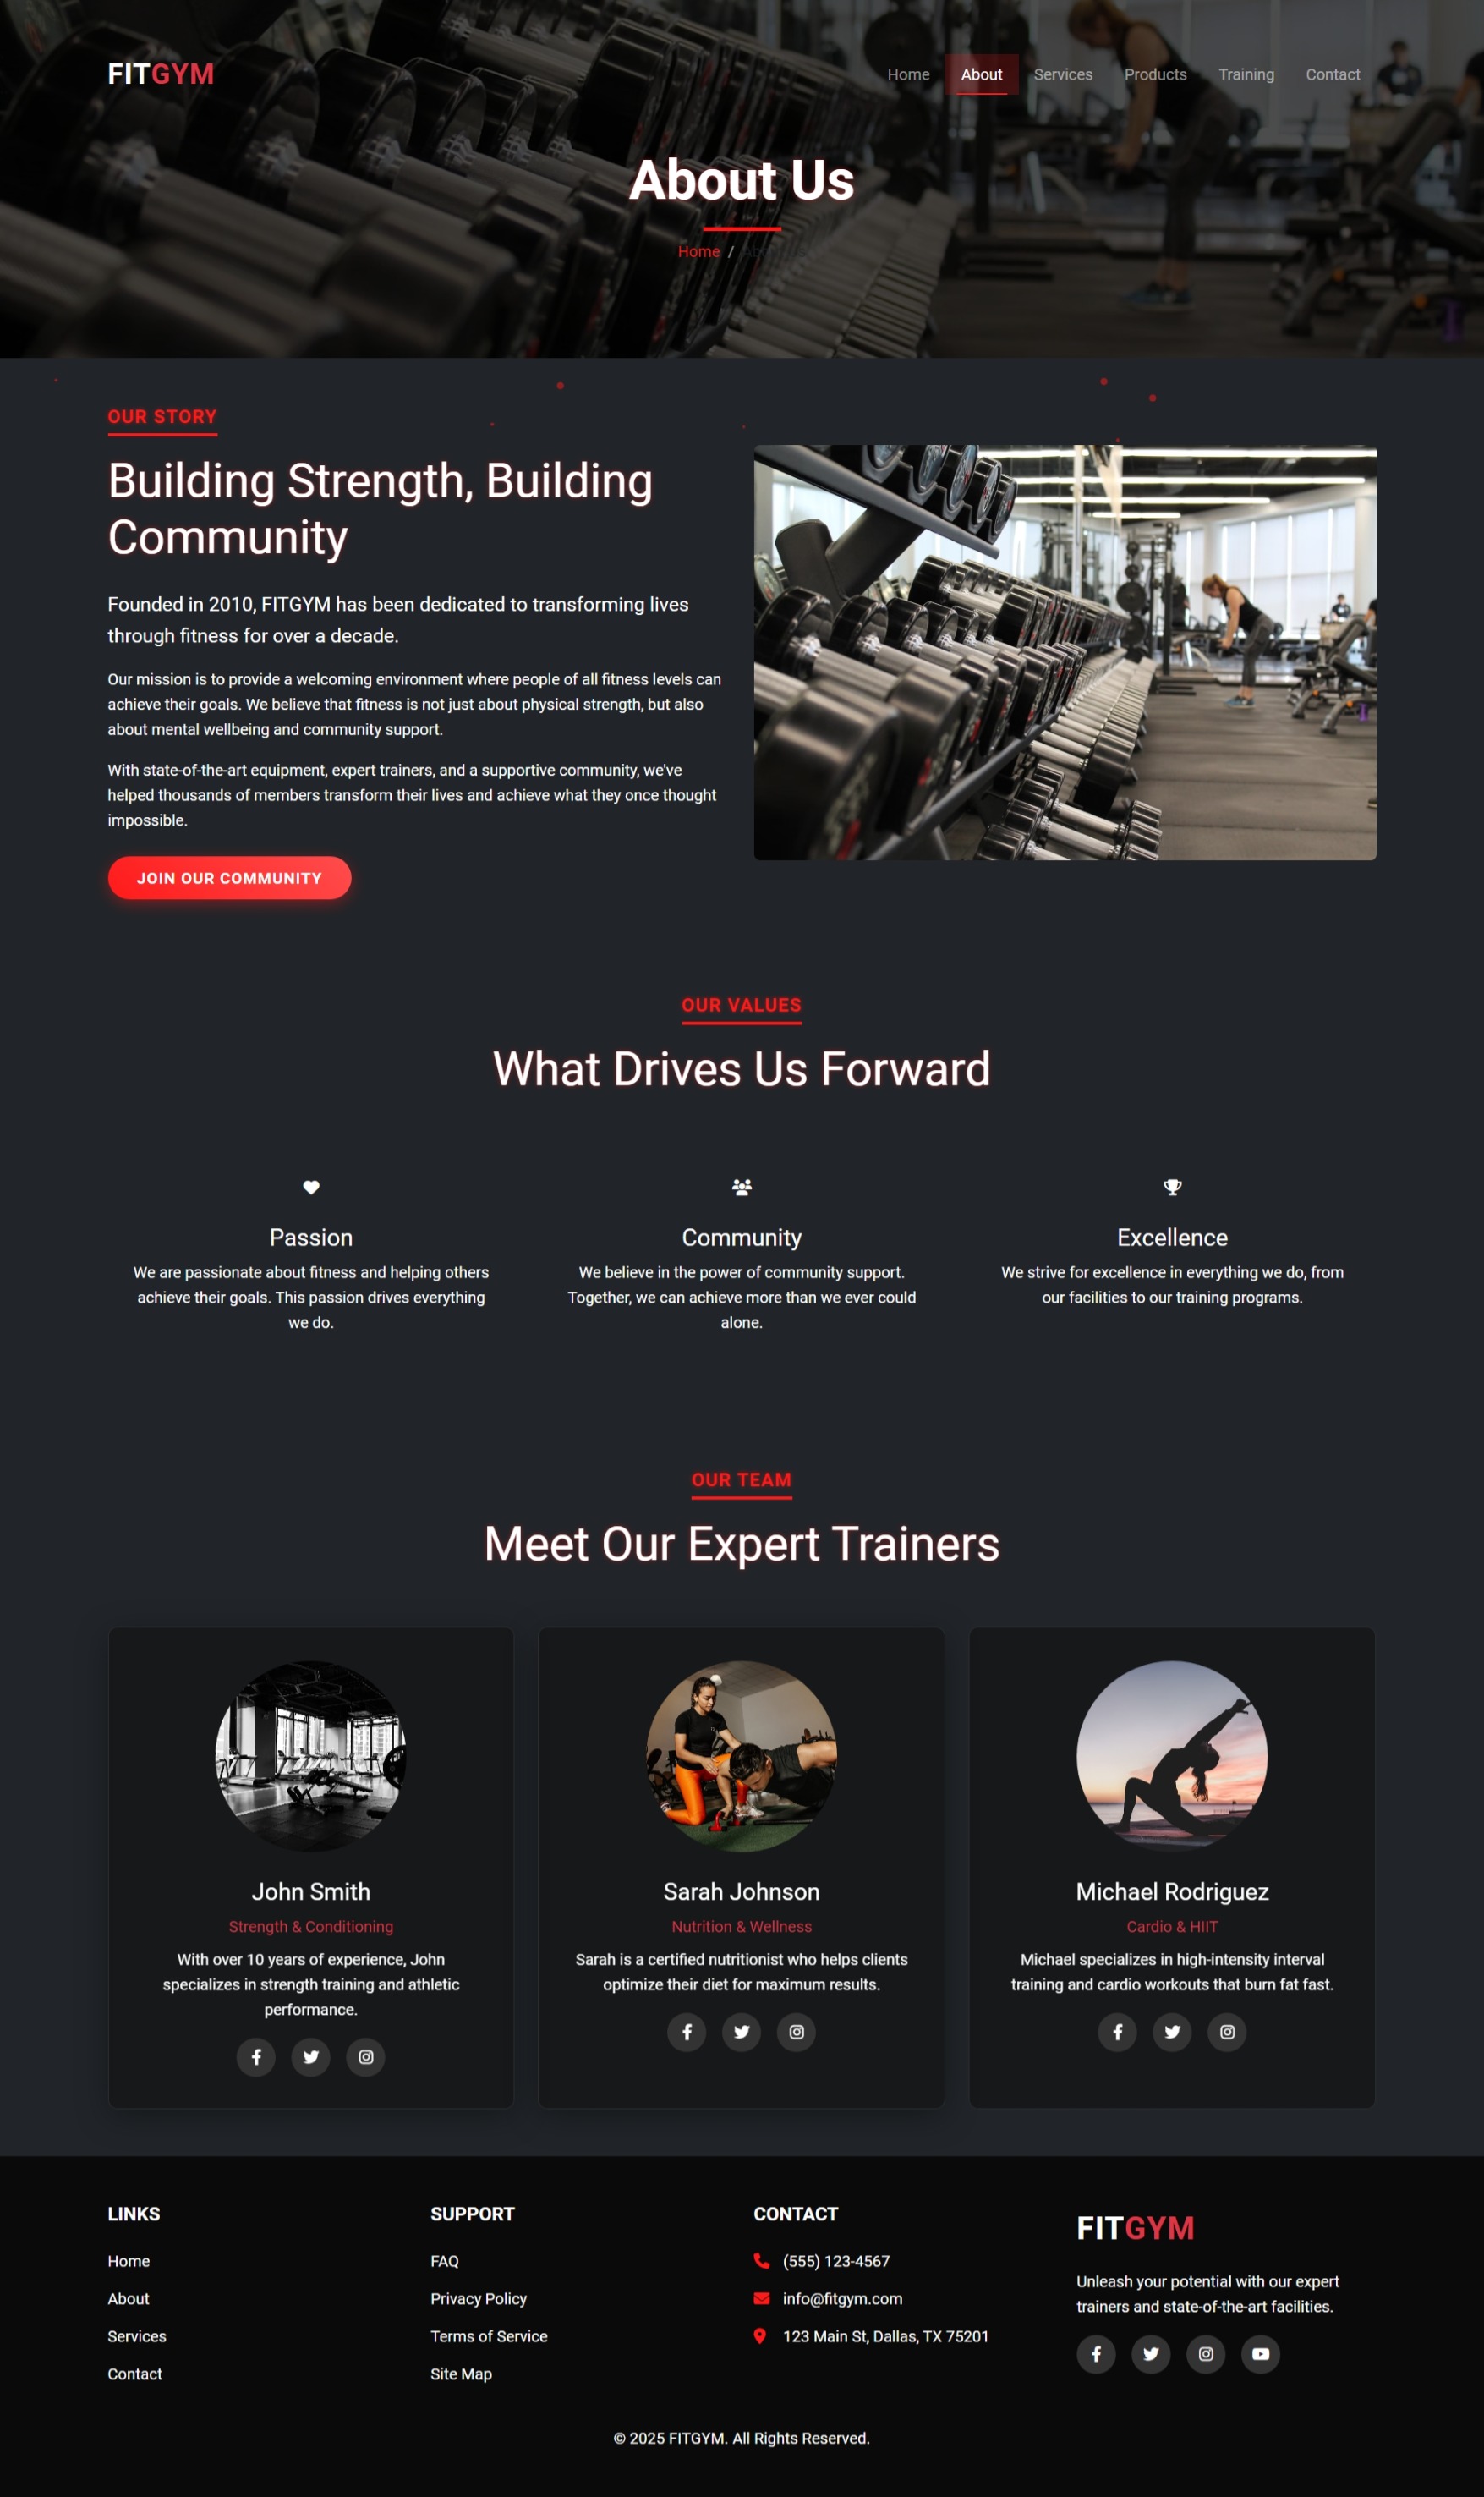 FITGYM
Home About Services Products Training Contact
About Us
Home / About Us
OUR STORY
Building Strength, Building
Community
Founded in 2010, FITGYM has been dedicated to transforming lives
through fitness for over a decade.
Our mission is to provide a welcoming environment where people of all fitness levels can
achieve their goals. We believe that fitness is not just about physical strength, but also
about mental wellbeing and community support.
With state-of-the-art equipment, expert trainers, and a supportive community, we've
helped thousands of members transform their lives and achieve what they once thought
impossible.
JOIN OUR COMMUNITY
OUR VALUES
What Drives Us Forward
Passion
We are passionate about fitness and helping others
achieve their goals. This passion drives everything
we do.
Community
We believe in the power of community support.
Together, we can achieve more than we ever could
alone.
Excellence
We strive for excellence in everything we do, from
our facilities to our training programs.
OUR TEAM
Meet Our Expert Trainers
John Smith
Strength & Conditioning
With over 10 years of experience, John
specializes in strength training and athletic
performance.
Sarah Johnson
Nutrition & Wellness
Sarah is a certified nutritionist who helps clients
optimize their diet for maximum results.
Michael Rodriguez
Cardio & HIIT
Michael specializes in high-intensity interval
training and cardio workouts that burn fat fast.
LINKS
Home
About
Services
Contact
SUPPORT
FAQ
Privacy Policy
Terms of Service
Site Map
CONTACT
(555) 123-4567
info@fitgym.com
123 Main St, Dallas, TX 75201
FITGYM
Unleash your potential with our expert
trainers and state-of-the-art facilities.
© 2025 FITGYM. All Rights Reserved.